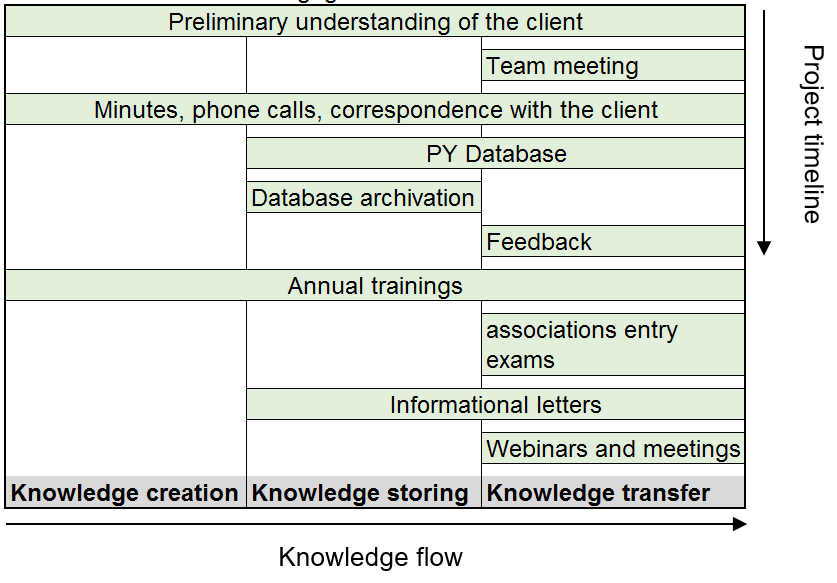 Preliminary understanding of the client
Team meeting
Minutes, phone calls, correspondence with the client
PY Database
Database archivation
Feedback
Annual trainings
associations entry
exams
Informational letters
Webinars and meetings
Knowledge creation Knowledge storing Knowledge transfer
Knowledge flow
Project timeline